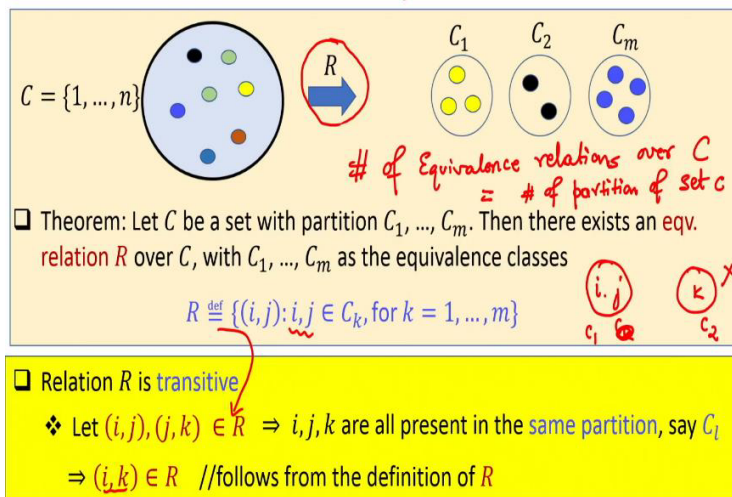 C₁ C₂ Cₘ
R
C = {1, …, n}
# of Equivalence relations over C
= # of partition of set C
❑ Theorem: Let C be a set with partition C₁, …, Cₘ. Then there exists an eqv.
relation R over C, with C₁, …, Cₘ as the equivalence classes
i. j k
R ≝ {(i, j): i, j ∈ Cₖ, for k = 1, …, m}
C₁ C₂
❑ Relation R is transitive
❖ Let (i, j), (j, k) ∈ R ⇒ i, j, k are all present in the same partition, say Cₗ
⇒ (i, k) ∈ R //follows from the definition of R